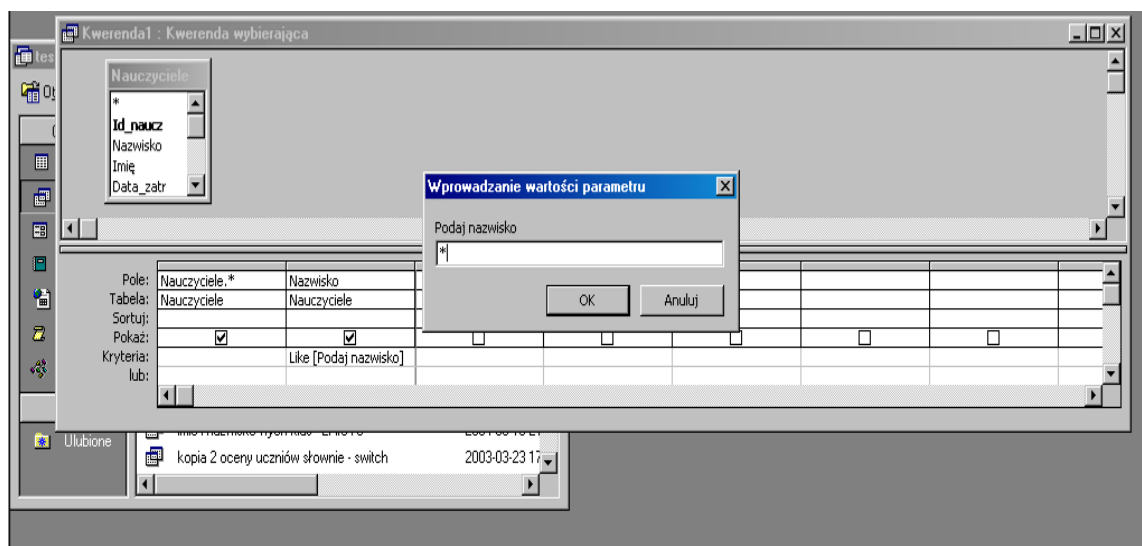 Kwerenda1 : Kwerenda wybierająca
tes
Nauczyciele
*
Id_naucz
Nazwisko
Imię
Data_zatr
Wprowadzanie wartości parametru
Podaj nazwisko
*
OK Anuluj
Pole: Nauczyciele.* Nazwisko
Tabela: Nauczyciele Nauczyciele
Sortuj:
Pokaż:
Kryteria: Like [Podaj nazwisko]
lub:
Ulubione
kopia 2 oceny uczniów słownie - switch 2003-03-23 17